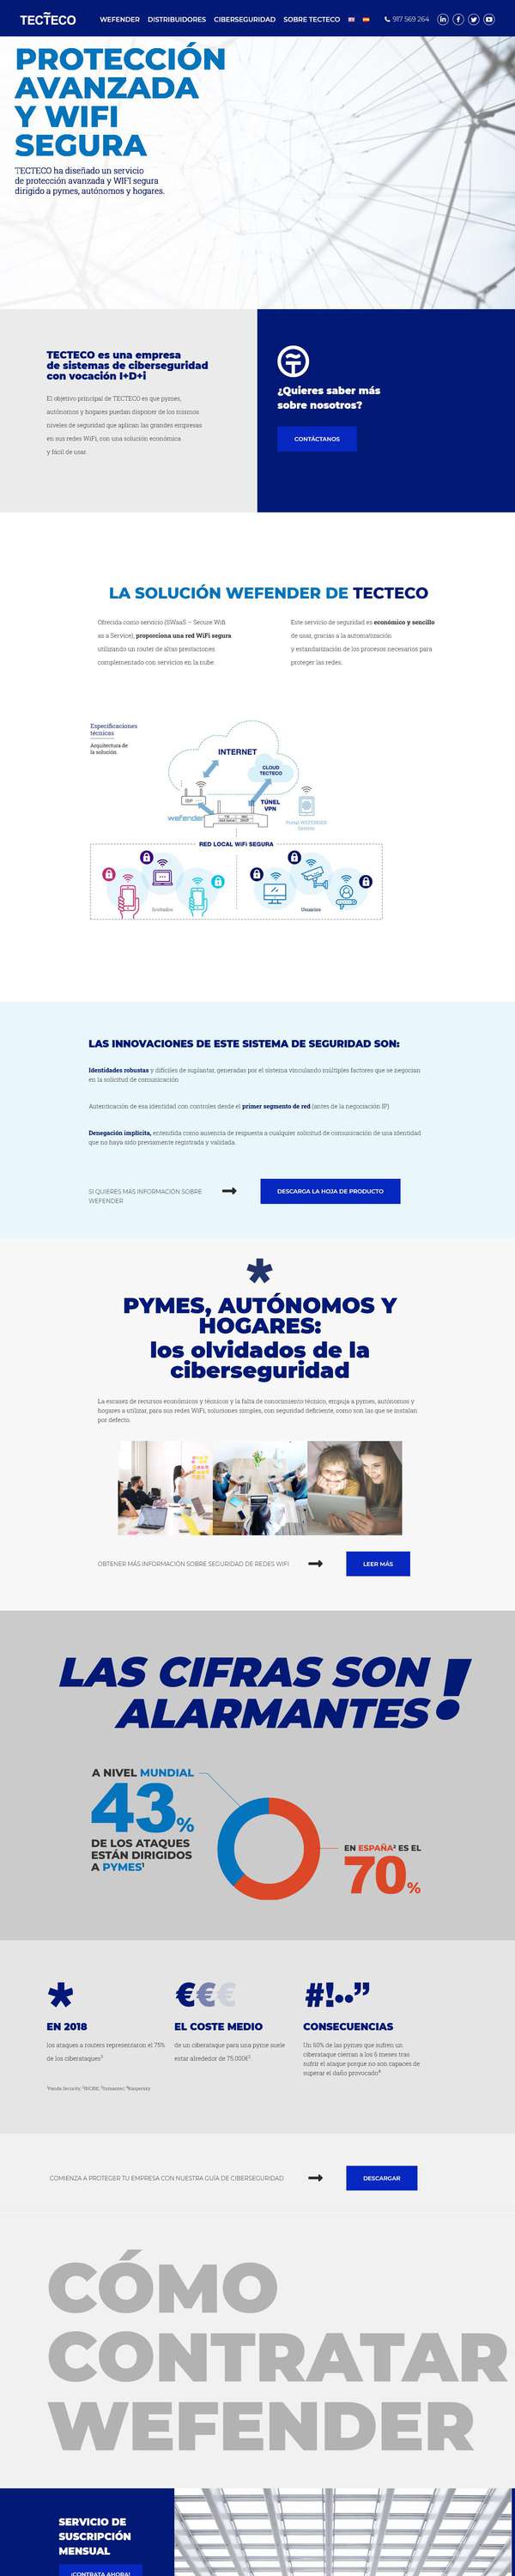 TECTECO
WEFENDER DISTRIBUIDORES CIBERSEGURIDAD SOBRE TECTECO 917 569 264
PROTECCIÓN
AVANZADA
Y WIFI
SEGURA
TECTECO ha diseñado un servicio
de protección avanzada y WIFI segura
dirigido a pymes, autónomos y hogares.
TECTECO es una empresa
de sistemas de ciberseguridad
con vocación I+D+i
El objetivo principal de TECTECO es que pymes,
autónomos y hogares puedan disponer de los mismos
niveles de seguridad que aplican las grandes empresas
en sus redes WiFi, con una solución económica
y fácil de usar.
¿Quieres saber más
sobre nosotros?
CONTÁCTANOS
LA SOLUCIÓN WEFENDER DE TECTECO
Ofrecida como servicio (SWaaS – Secure Wifi
as a Service), proporciona una red WiFi segura
utilizando un router de altas prestaciones
complementado con servicios en la nube.
Este servicio de seguridad es económico y sencillo
de usar, gracias a la automatización
y estandarización de los procesos necesarios para
proteger las redes.
Especificaciones
técnicas
Arquitectura de
la solución
INTERNET
CLOUD
TECTECO
ISP
TÚNEL
VPN
wefender
Portal WEFENDER
RED LOCAL WiFi SEGURA
Invitados
Usuarios
LAS INNOVACIONES DE ESTE SISTEMA DE SEGURIDAD SON:
Identidades robustas y difíciles de suplantar, generadas por el sistema vinculando múltiples factores que se negocian
en la solicitud de comunicación
Autenticación de esa identidad con controles desde el primer segmento de red (antes de la negociación IP)
Denegación implícita, entendida como ausencia de respuesta a cualquier solicitud de comunicación de una identidad
que no haya sido previamente registrada y validada.
SI QUIERES MÁS INFORMACIÓN SOBRE
WEFENDER
DESCARGA LA HOJA DE PRODUCTO
*
PYMES, AUTÓNOMOS Y
HOGARES:
los olvidados de la
ciberseguridad
La escasez de recursos económicos y técnicos y la falta de conocimiento técnico, empuja a pymes, autónomos y
hogares a utilizar, para sus redes WiFi, soluciones simples, con seguridad deficiente, como son las que se instalan
por defecto.
OBTENER MÁS INFORMACIÓN SOBRE SEGURIDAD DE REDES WIFI
LEER MÁS
LAS CIFRAS SON
ALARMANTES!
A NIVEL MUNDIAL
43%
DE LOS ATAQUES
ESTÁN DIRIGIDOS
A PYMES¹
EN ESPAÑA² ES EL
70%
*
EN 2018
los ataques a routers representaron el 75%
de los ciberataques³
€€€
EL COSTE MEDIO
de un ciberataque para una pyme suele
estar alrededor de 75.000€²
#!••”
CONSECUENCIAS
Un 60% de las pymes que sufren un
ciberataque cierran a los 6 meses tras
sufrir el ataque porque no son capaces de
superar el daño provocado⁴
¹Panda Security; ²INCIBE; ³Symantec; ⁴Kaspersky
COMIENZA A PROTEGER TU EMPRESA CON NUESTRA GUÍA DE CIBERSEGURIDAD
DESCARGAR
CÓMO
CONTRATAR
WEFENDER
SERVICIO DE
SUSCRIPCIÓN
MENSUAL
¡CONTRATA AHORA!